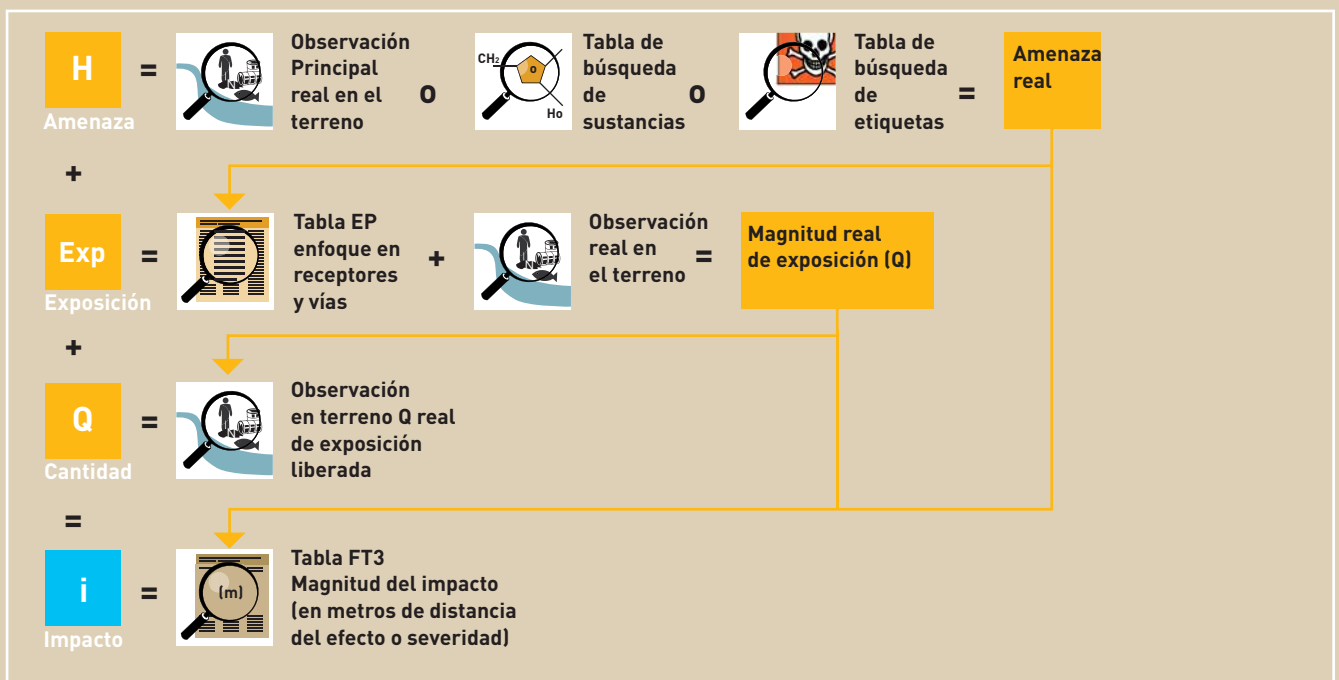 H
Amenaza
=
Observación
Principal
real en el
terreno
O
CH2
O
Ho
Tabla de
búsqueda
de
sustancias
O
Tabla de
búsqueda
de
etiquetas
=
Amenaza
real
+
Exp
Exposición
=
Tabla EP
enfoque en
receptores
y vías
+
Observación
real en
el terreno
=
Magnitud real
de exposición (Q)
+
Q
Cantidad
=
Observación
en terreno Q real
de exposición
liberada
=
i
Impacto
=
(m)
Tabla FT3
Magnitud del impacto
(en metros de distancia
del efecto o severidad)